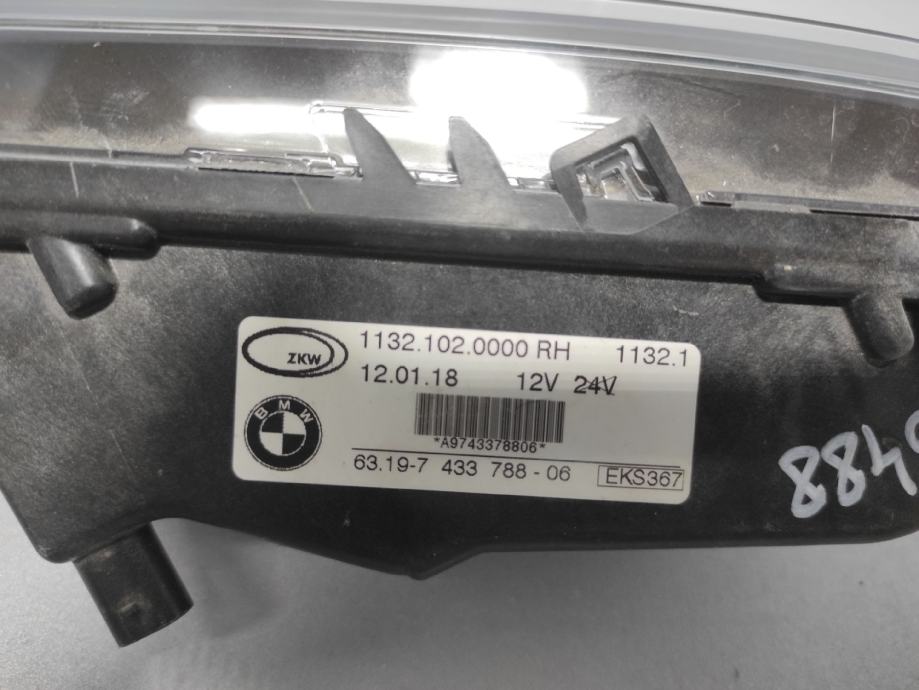 ZKW
1132.102.0000 RH 1132.1
12.01.18 12V 24V
BMW
*A9743378806*
63.19-7 433 788-06 EKS367